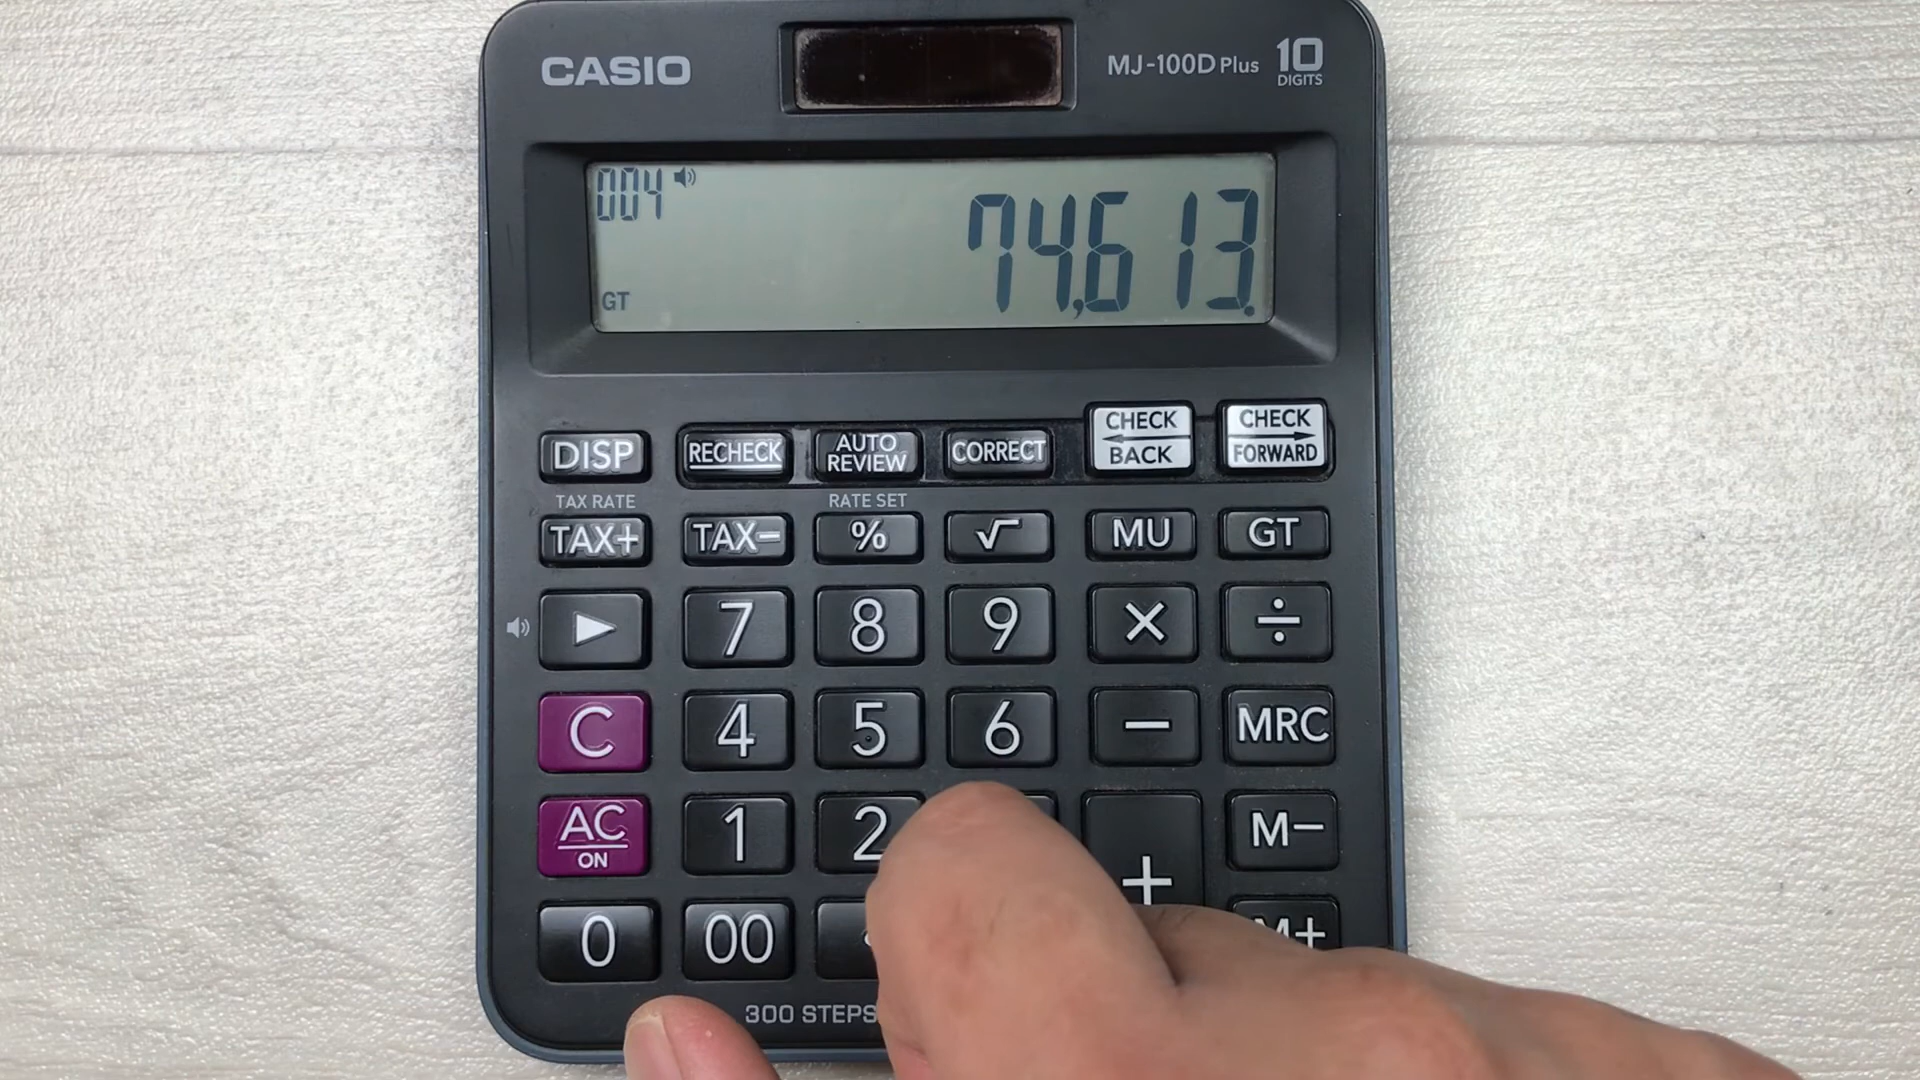 CASIO MJ-100D Plus 10 DIGITS
004
74,613.
GT
DISP RECHECK AUTO REVIEW CORRECT CHECK BACK CHECK FORWARD
TAX RATE RATE SET
TAX+ TAX− % √ MU GT
▶ 7 8 9 × ÷
C 4 5 6 − MRC
AC ON 1 2 + M−
0 00 M+
300 STEPS